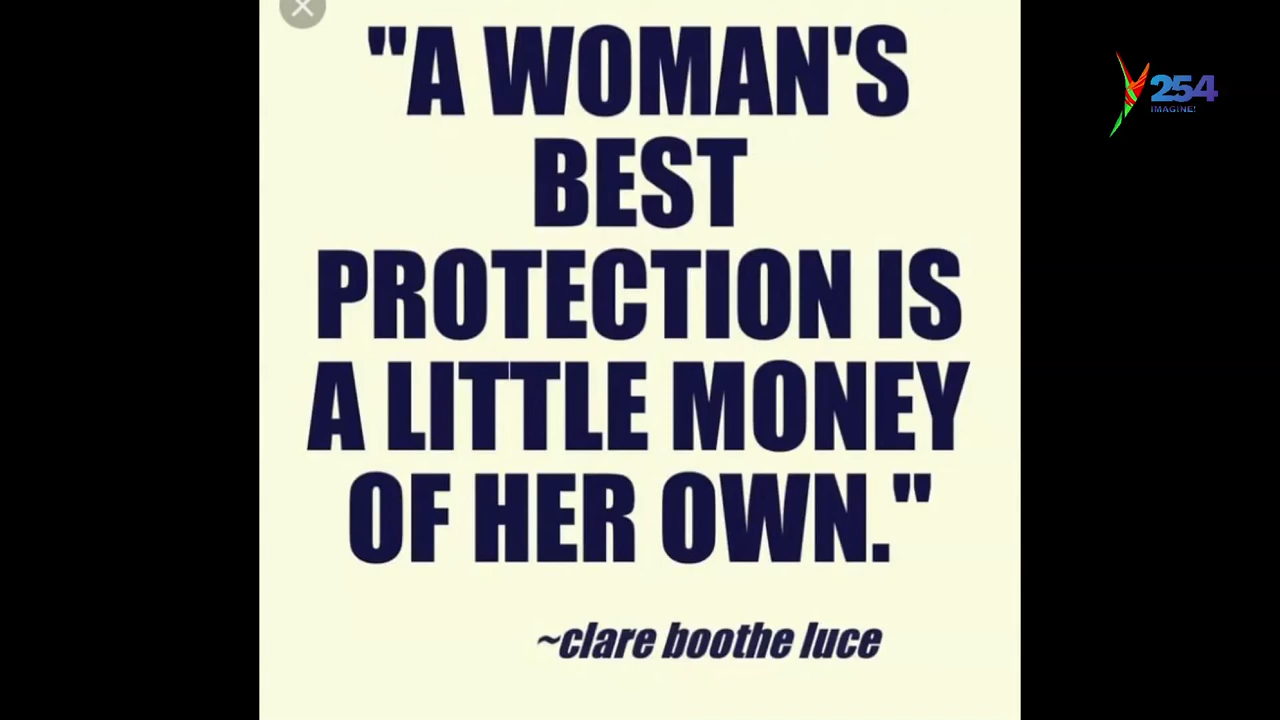 "A WOMAN'S
BEST
PROTECTION IS
A LITTLE MONEY
OF HER OWN."
~clare boothe luce
254
IMAGINE!